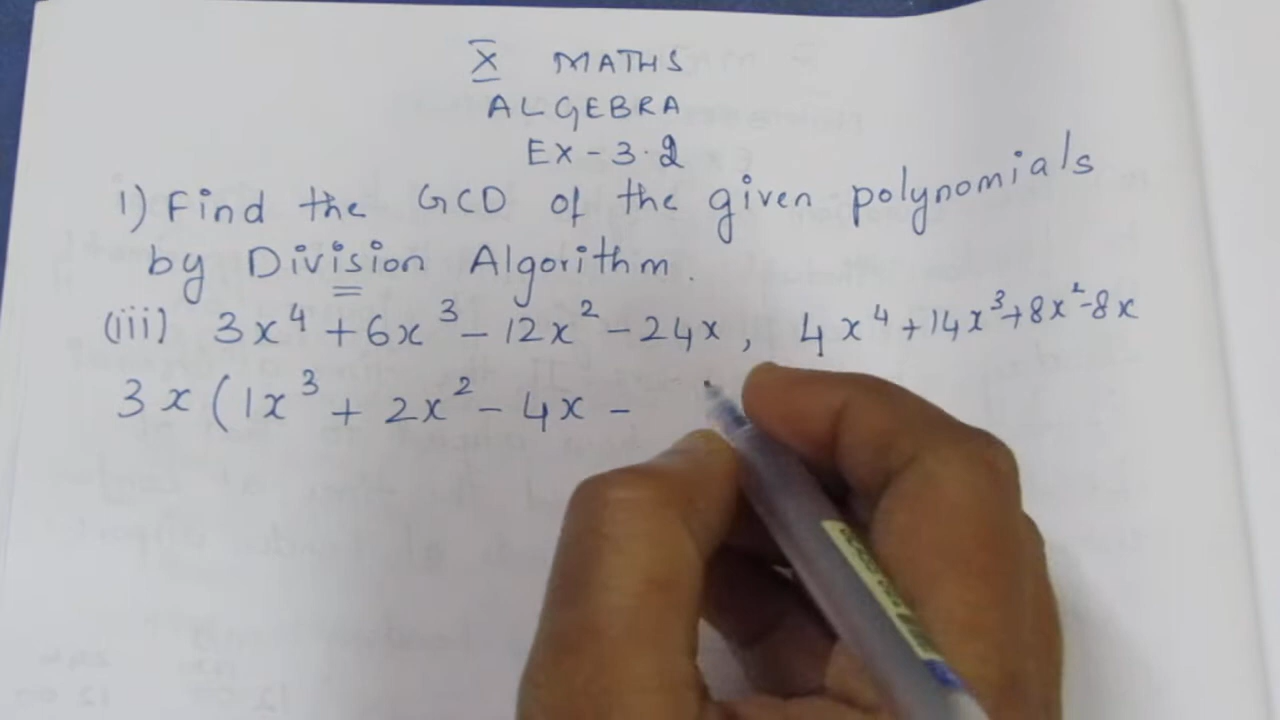 X MATHS
ALGEBRA
EX - 3.2
1) Find the GCD of the given polynomials
by Division Algorithm.
(iii) 3x⁴ + 6x³ - 12x² - 24x, 4x⁴ + 14x³ + 8x² - 8x
3x (1x³ + 2x² - 4x -